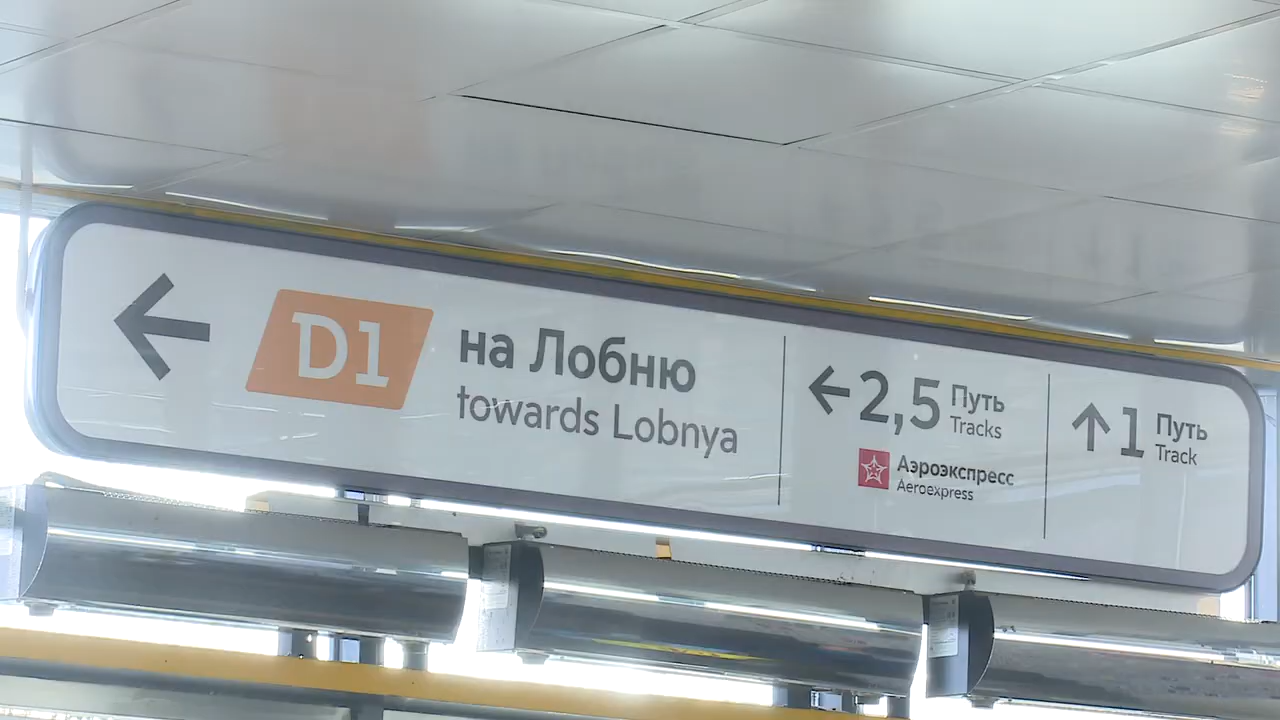 ← D1 на Лобню
towards Lobnya
← 2,5 Путь
Tracks
Аэроэкспресс
Aeroexpress
↑ 1 Путь
Track